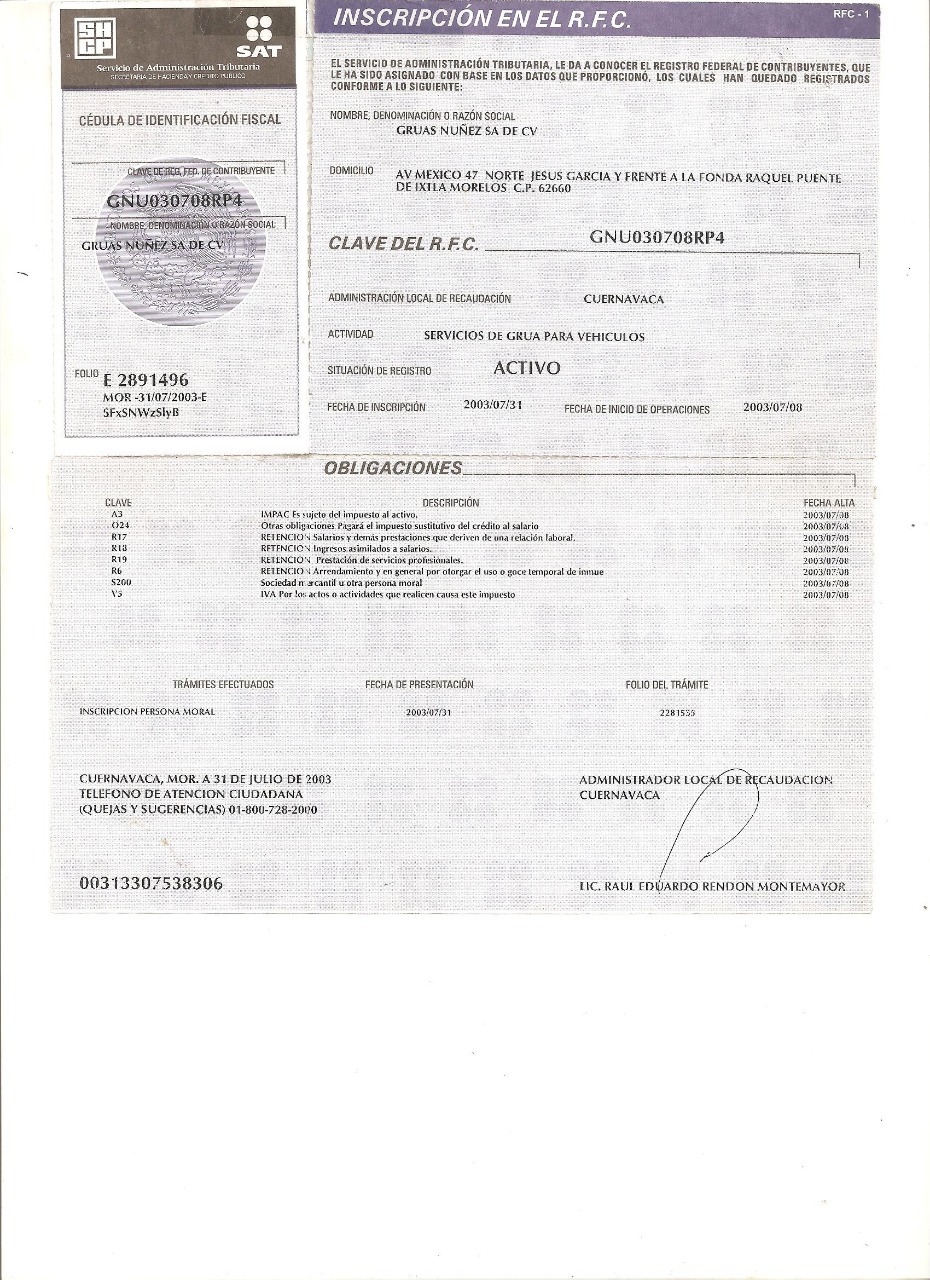 SHCP
SAT
Servicio de Administración Tributaria
SECRETARIA DE HACIENDA Y CREDITO PUBLICO
CÉDULA DE IDENTIFICACIÓN FISCAL
CLAVE DE REG. FED. DE CONTRIBUYENTE
GNU030708RP4
NOMBRE, DENOMINACIÓN O RAZÓN SOCIAL
GRUAS NUÑEZ SA DE CV
FOLIO E 2891496
MOR -31/07/2003-E
SFxSNWzSlyB
INSCRIPCIÓN EN EL R.F.C.
RFC - 1
EL SERVICIO DE ADMINISTRACIÓN TRIBUTARIA, LE DA A CONOCER EL REGISTRO FEDERAL DE CONTRIBUYENTES, QUE
LE HA SIDO ASIGNADO CON BASE EN LOS DATOS QUE PROPORCIONÓ, LOS CUALES HAN QUEDADO REGISTRADOS
CONFORME A LO SIGUIENTE:
NOMBRE, DENOMINACIÓN O RAZÓN SOCIAL
GRUAS NUÑEZ SA DE CV
DOMICILIO AV MEXICO 47 NORTE JESUS GARCIA Y FRENTE A LA FONDA RAQUEL PUENTE
DE IXTLA MORELOS C.P. 62660
CLAVE DEL R.F.C. GNU030708RP4
ADMINISTRACIÓN LOCAL DE RECAUDACIÓN CUERNAVACA
ACTIVIDAD SERVICIOS DE GRUA PARA VEHICULOS
SITUACIÓN DE REGISTRO ACTIVO
FECHA DE INSCRIPCIÓN 2003/07/31 FECHA DE INICIO DE OPERACIONES 2003/07/08
OBLIGACIONES
CLAVE DESCRIPCIÓN FECHA ALTA
A3 IMPAC Es sujeto del impuesto al activo. 2003/07/08
O24 Otras obligaciones Pagará el impuesto sustitutivo del crédito al salario 2003/07/08
R17 RETENCION Salarios y demás prestaciones que deriven de una relación laboral. 2003/07/08
R18 RETENCION Ingresos asimilados a salarios. 2003/07/08
R19 RETENCION Prestación de servicios profesionales. 2003/07/08
R6 RETENCION Arrendamiento y en general por otorgar el uso o goce temporal de inmue 2003/07/08
S200 Sociedad mercantil u otra persona moral 2003/07/08
V5 IVA Por los actos o actividades que realicen causa este impuesto 2003/07/08
TRÁMITES EFECTUADOS FECHA DE PRESENTACIÓN FOLIO DEL TRÁMITE
INSCRIPCION PERSONA MORAL 2003/07/31 2281535
CUERNAVACA, MOR. A 31 DE JULIO DE 2003
TELEFONO DE ATENCION CIUDADANA
(QUEJAS Y SUGERENCIAS) 01-800-728-2000
ADMINISTRADOR LOCAL DE RECAUDACION
CUERNAVACA
00313307538306
LIC. RAUL EDUARDO RENDON MONTEMAYOR